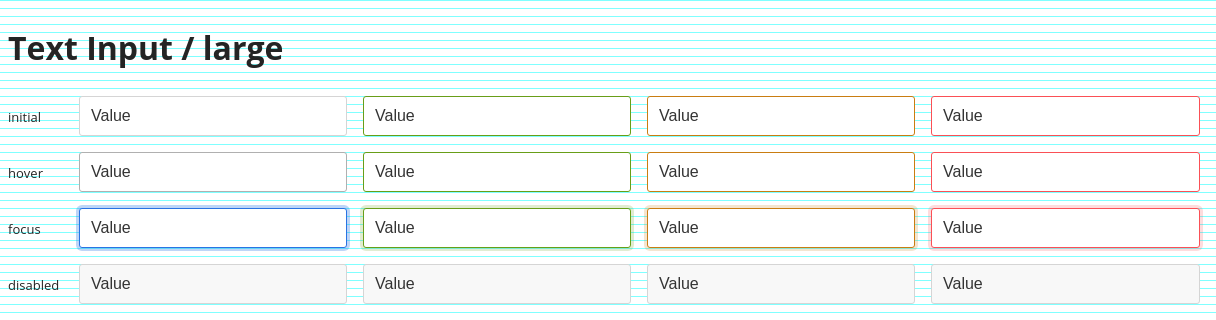 Text Input / large
initial Value Value Value Value
hover Value Value Value Value
focus Value Value Value Value
disabled Value Value Value Value